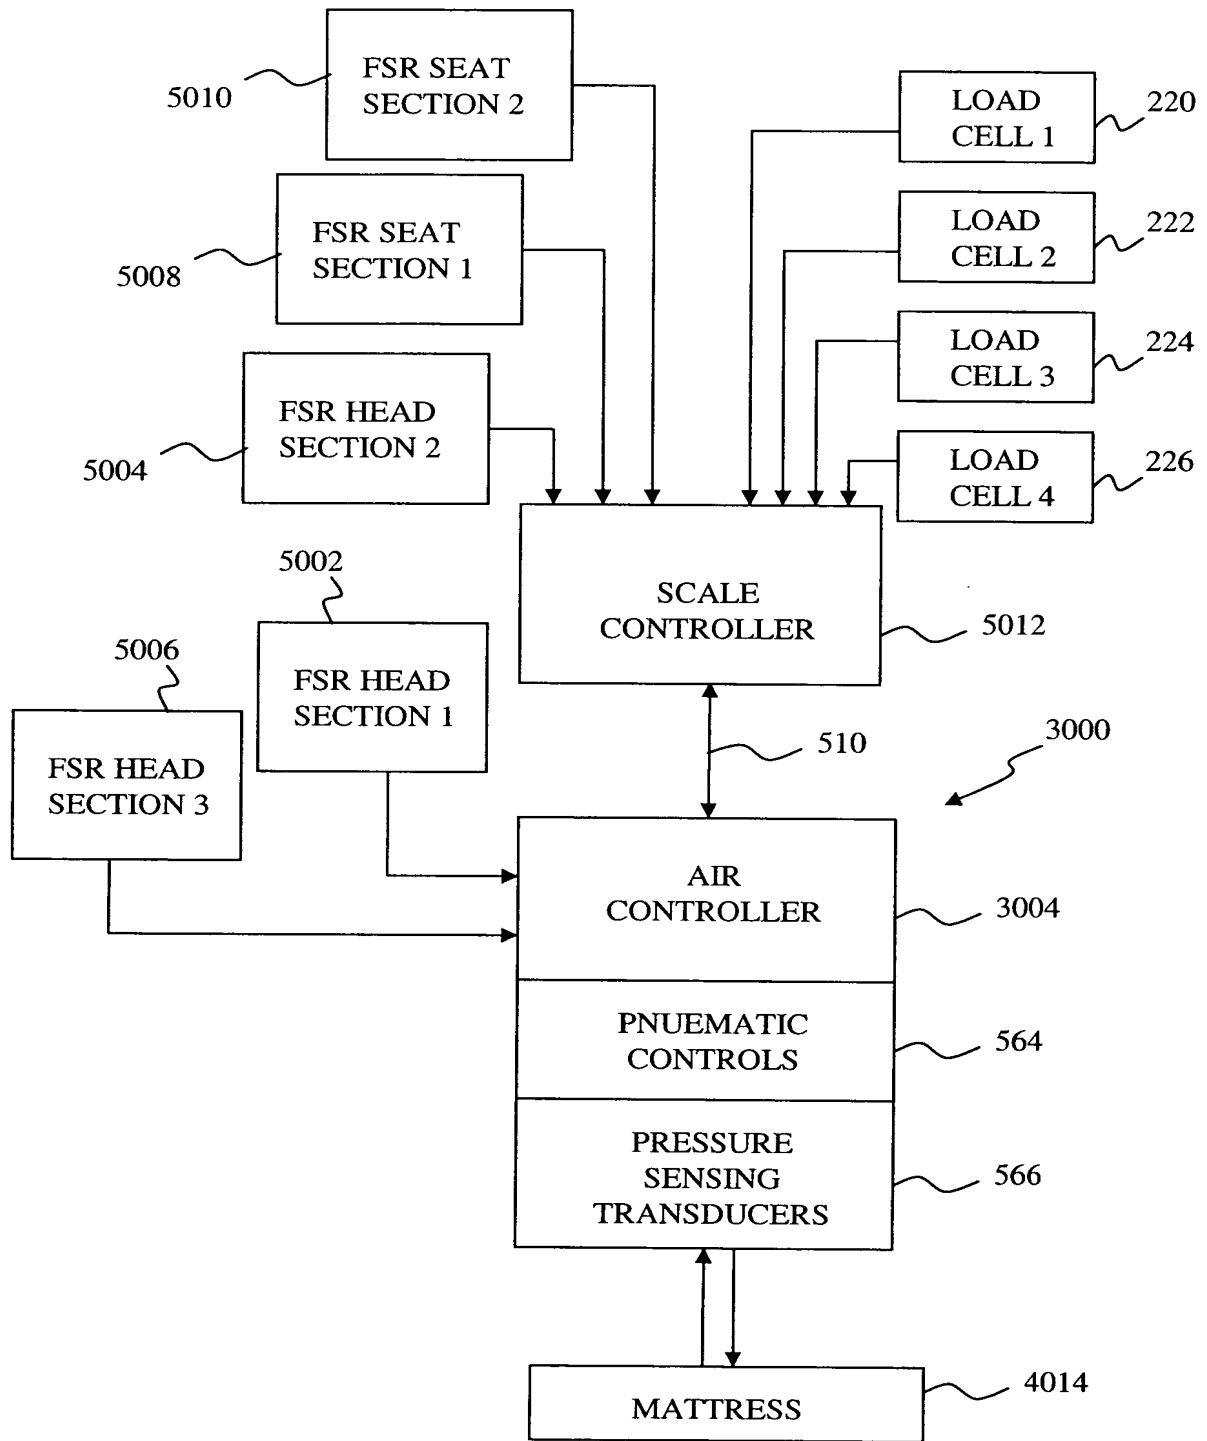 FSR SEAT
SECTION 2
5010
LOAD
CELL 1
220
FSR SEAT
SECTION 1
5008
LOAD
CELL 2
222
LOAD
CELL 3
224
FSR HEAD
SECTION 2
5004
LOAD
CELL 4
226
SCALE
CONTROLLER
5012
5002
FSR HEAD
SECTION 1
5006
FSR HEAD
SECTION 3
510
3000
AIR
CONTROLLER
3004
PNUEMATIC
CONTROLS
564
PRESSURE
SENSING
TRANSDUCERS
566
MATTRESS
4014